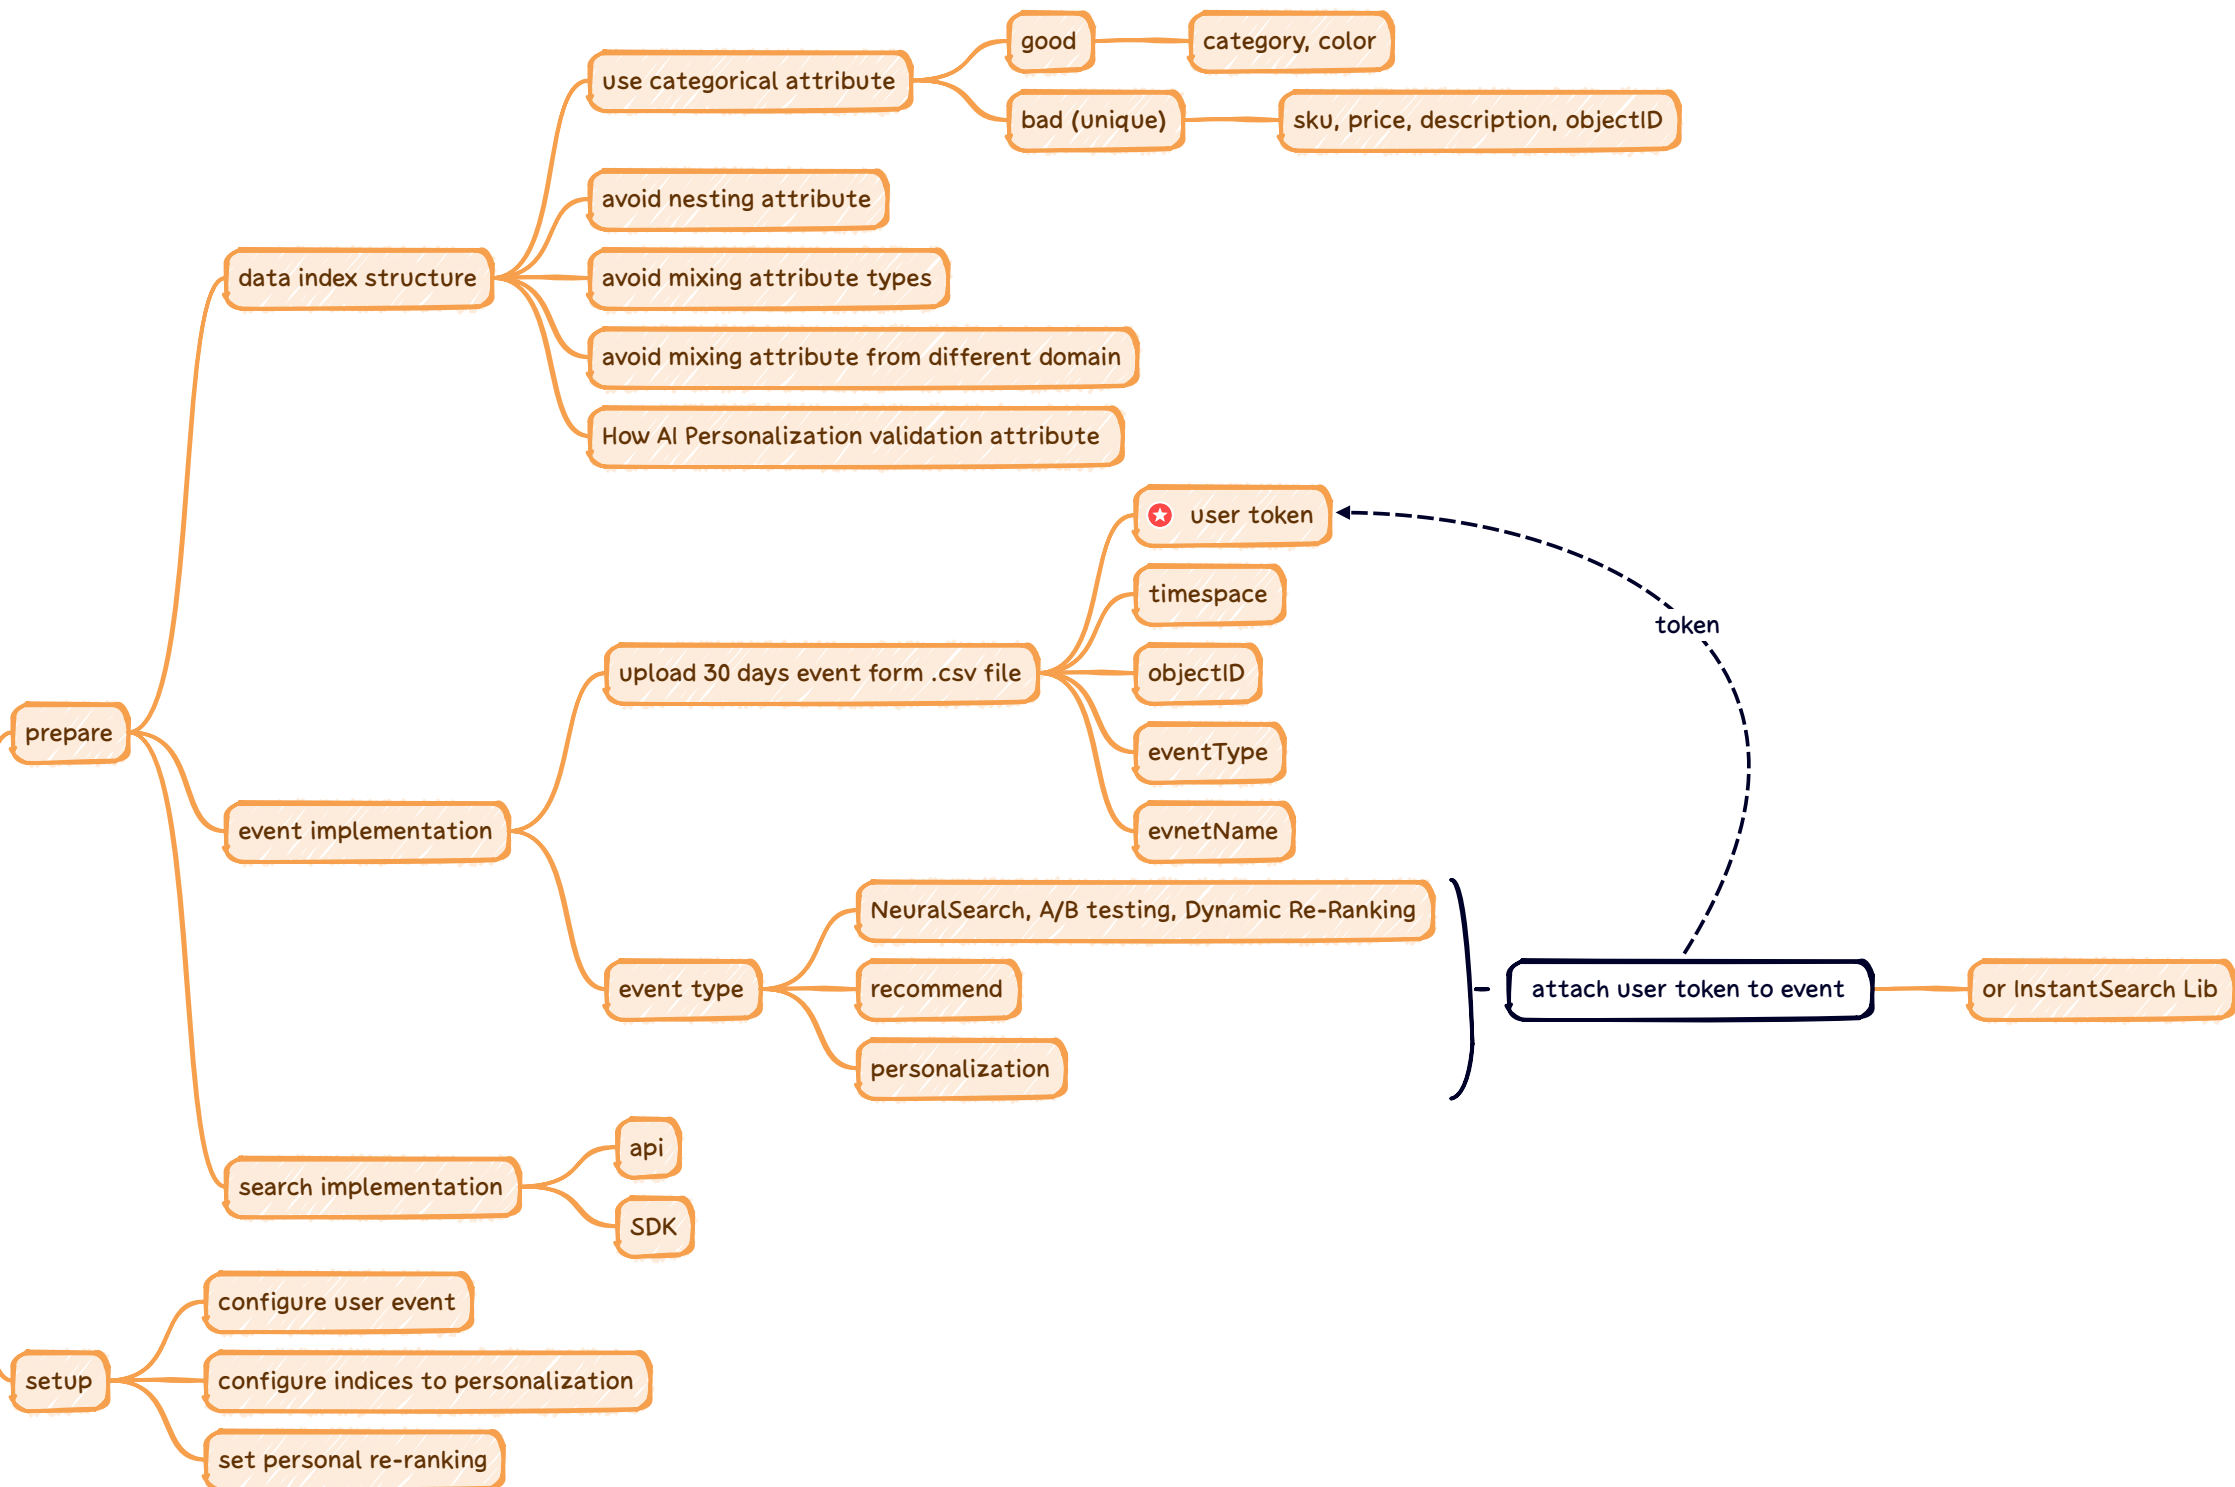 good
category, color
use categorical attribute
bad (unique)
sku, price, description, objectID
avoid nesting attribute
data index structure
avoid mixing attribute types
avoid mixing attribute from different domain
How AI Personalization validation attribute
user token
timespace
token
upload 30 days event form .csv file
objectID
prepare
eventType
event implementation
evnetName
NeuralSearch, A/B testing, Dynamic Re-Ranking
event type
recommend
attach user token to event
or InstantSearch Lib
personalization
api
search implementation
SDK
configure user event
setup
configure indices to personalization
set personal re-ranking